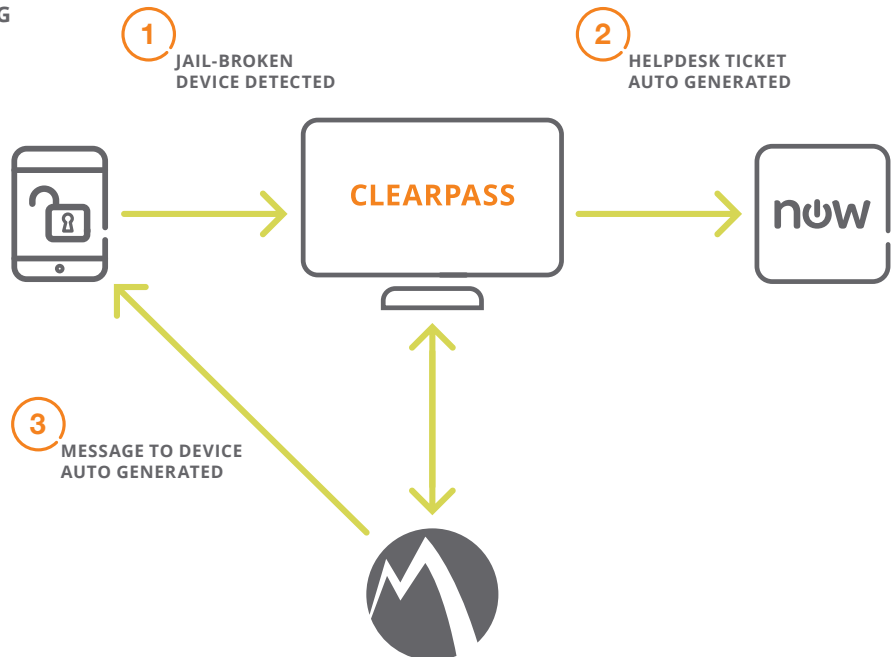 G
1
JAIL-BROKEN
DEVICE DETECTED
2
HELPDESK TICKET
AUTO GENERATED
CLEARPASS
now
3
MESSAGE TO DEVICE
AUTO GENERATED